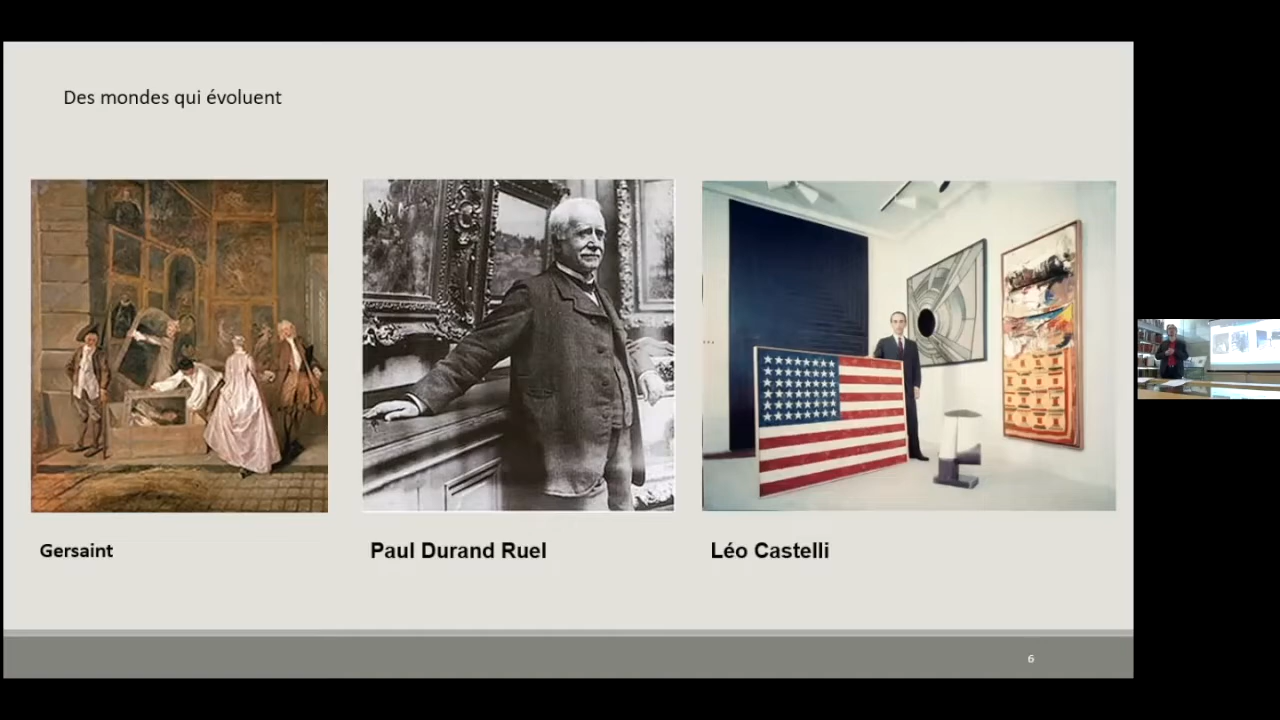 Des mondes qui évoluent
Gersaint
Paul Durand Ruel
Léo Castelli
6